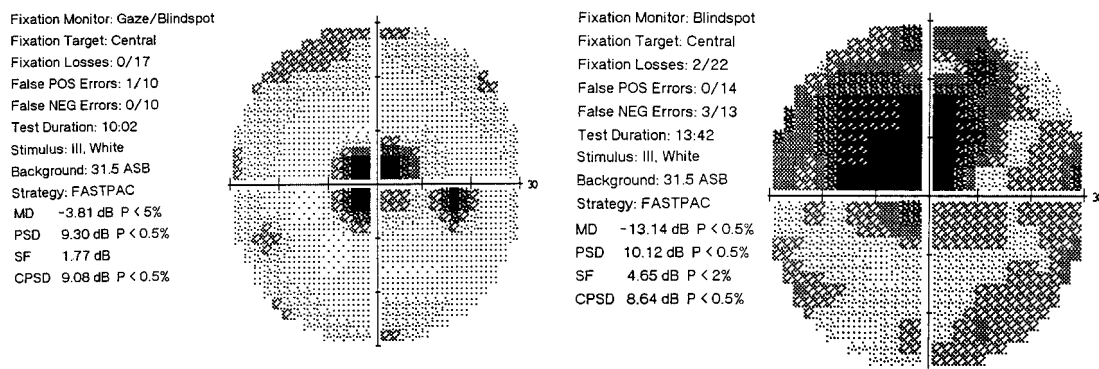 Fixation Monitor: Gaze/Blindspot
Fixation Target: Central
Fixation Losses: 0/17
False POS Errors: 1/10
False NEG Errors: 0/10
Test Duration: 10:02
Stimulus: III, White
Background: 31.5 ASB
Strategy: FASTPAC
MD -3.81 dB P < 5%
PSD 9.30 dB P < 0.5%
SF 1.77 dB
CPSD 9.08 dB P < 0.5%
30
Fixation Monitor: Blindspot
Fixation Target: Central
Fixation Losses: 2/22
False POS Errors: 0/14
False NEG Errors: 3/13
Test Duration: 13:42
Stimulus: III, White
Background: 31.5 ASB
Strategy: FASTPAC
MD -13.14 dB P < 0.5%
PSD 10.12 dB P < 0.5%
SF 4.65 dB P < 2%
CPSD 8.64 dB P < 0.5%